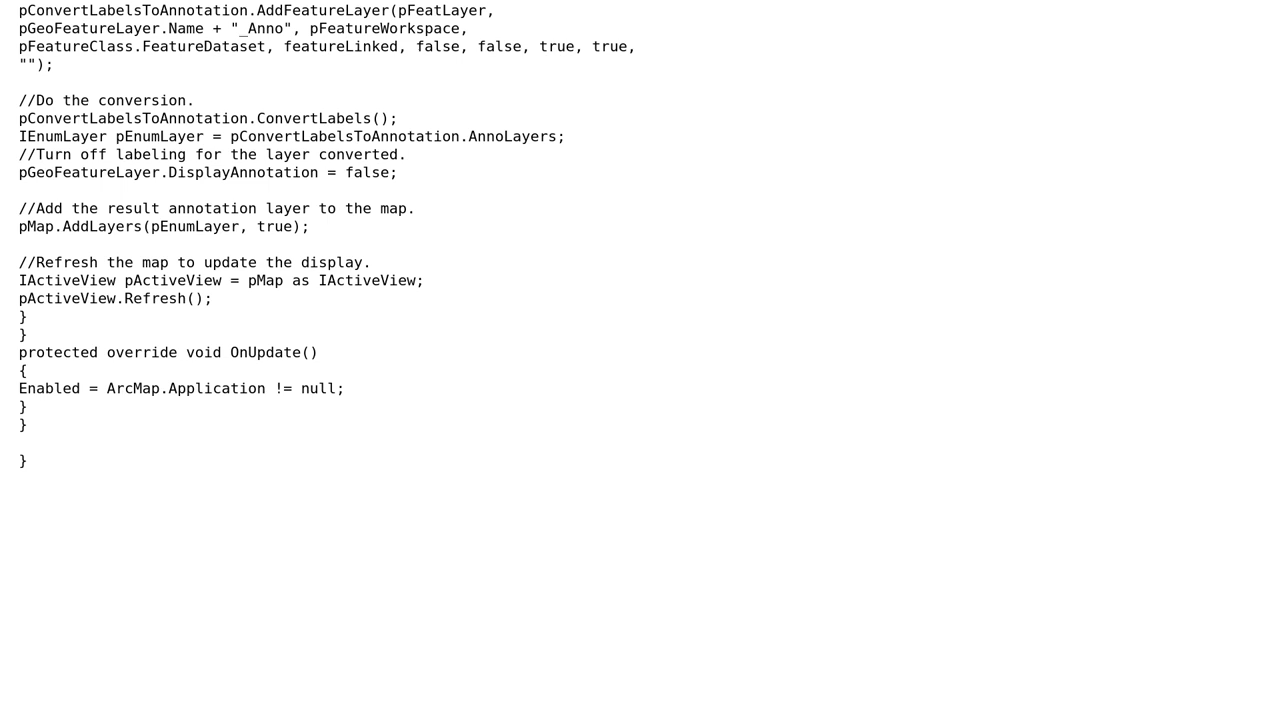 pConvertLabelsToAnnotation.AddFeatureLayer(pFeatLayer,
pGeoFeatureLayer.Name + "_Anno", pFeatureWorkspace,
pFeatureClass.FeatureDataset, featureLinked, false, false, true, true,
"");
//Do the conversion.
pConvertLabelsToAnnotation.ConvertLabels();
IEnumLayer pEnumLayer = pConvertLabelsToAnnotation.AnnoLayers;
//Turn off labeling for the layer converted.
pGeoFeatureLayer.DisplayAnnotation = false;
//Add the result annotation layer to the map.
pMap.AddLayers(pEnumLayer, true);
//Refresh the map to update the display.
IActiveView pActiveView = pMap as IActiveView;
pActiveView.Refresh();
}
}
protected override void OnUpdate()
{
Enabled = ArcMap.Application != null;
}
}
}